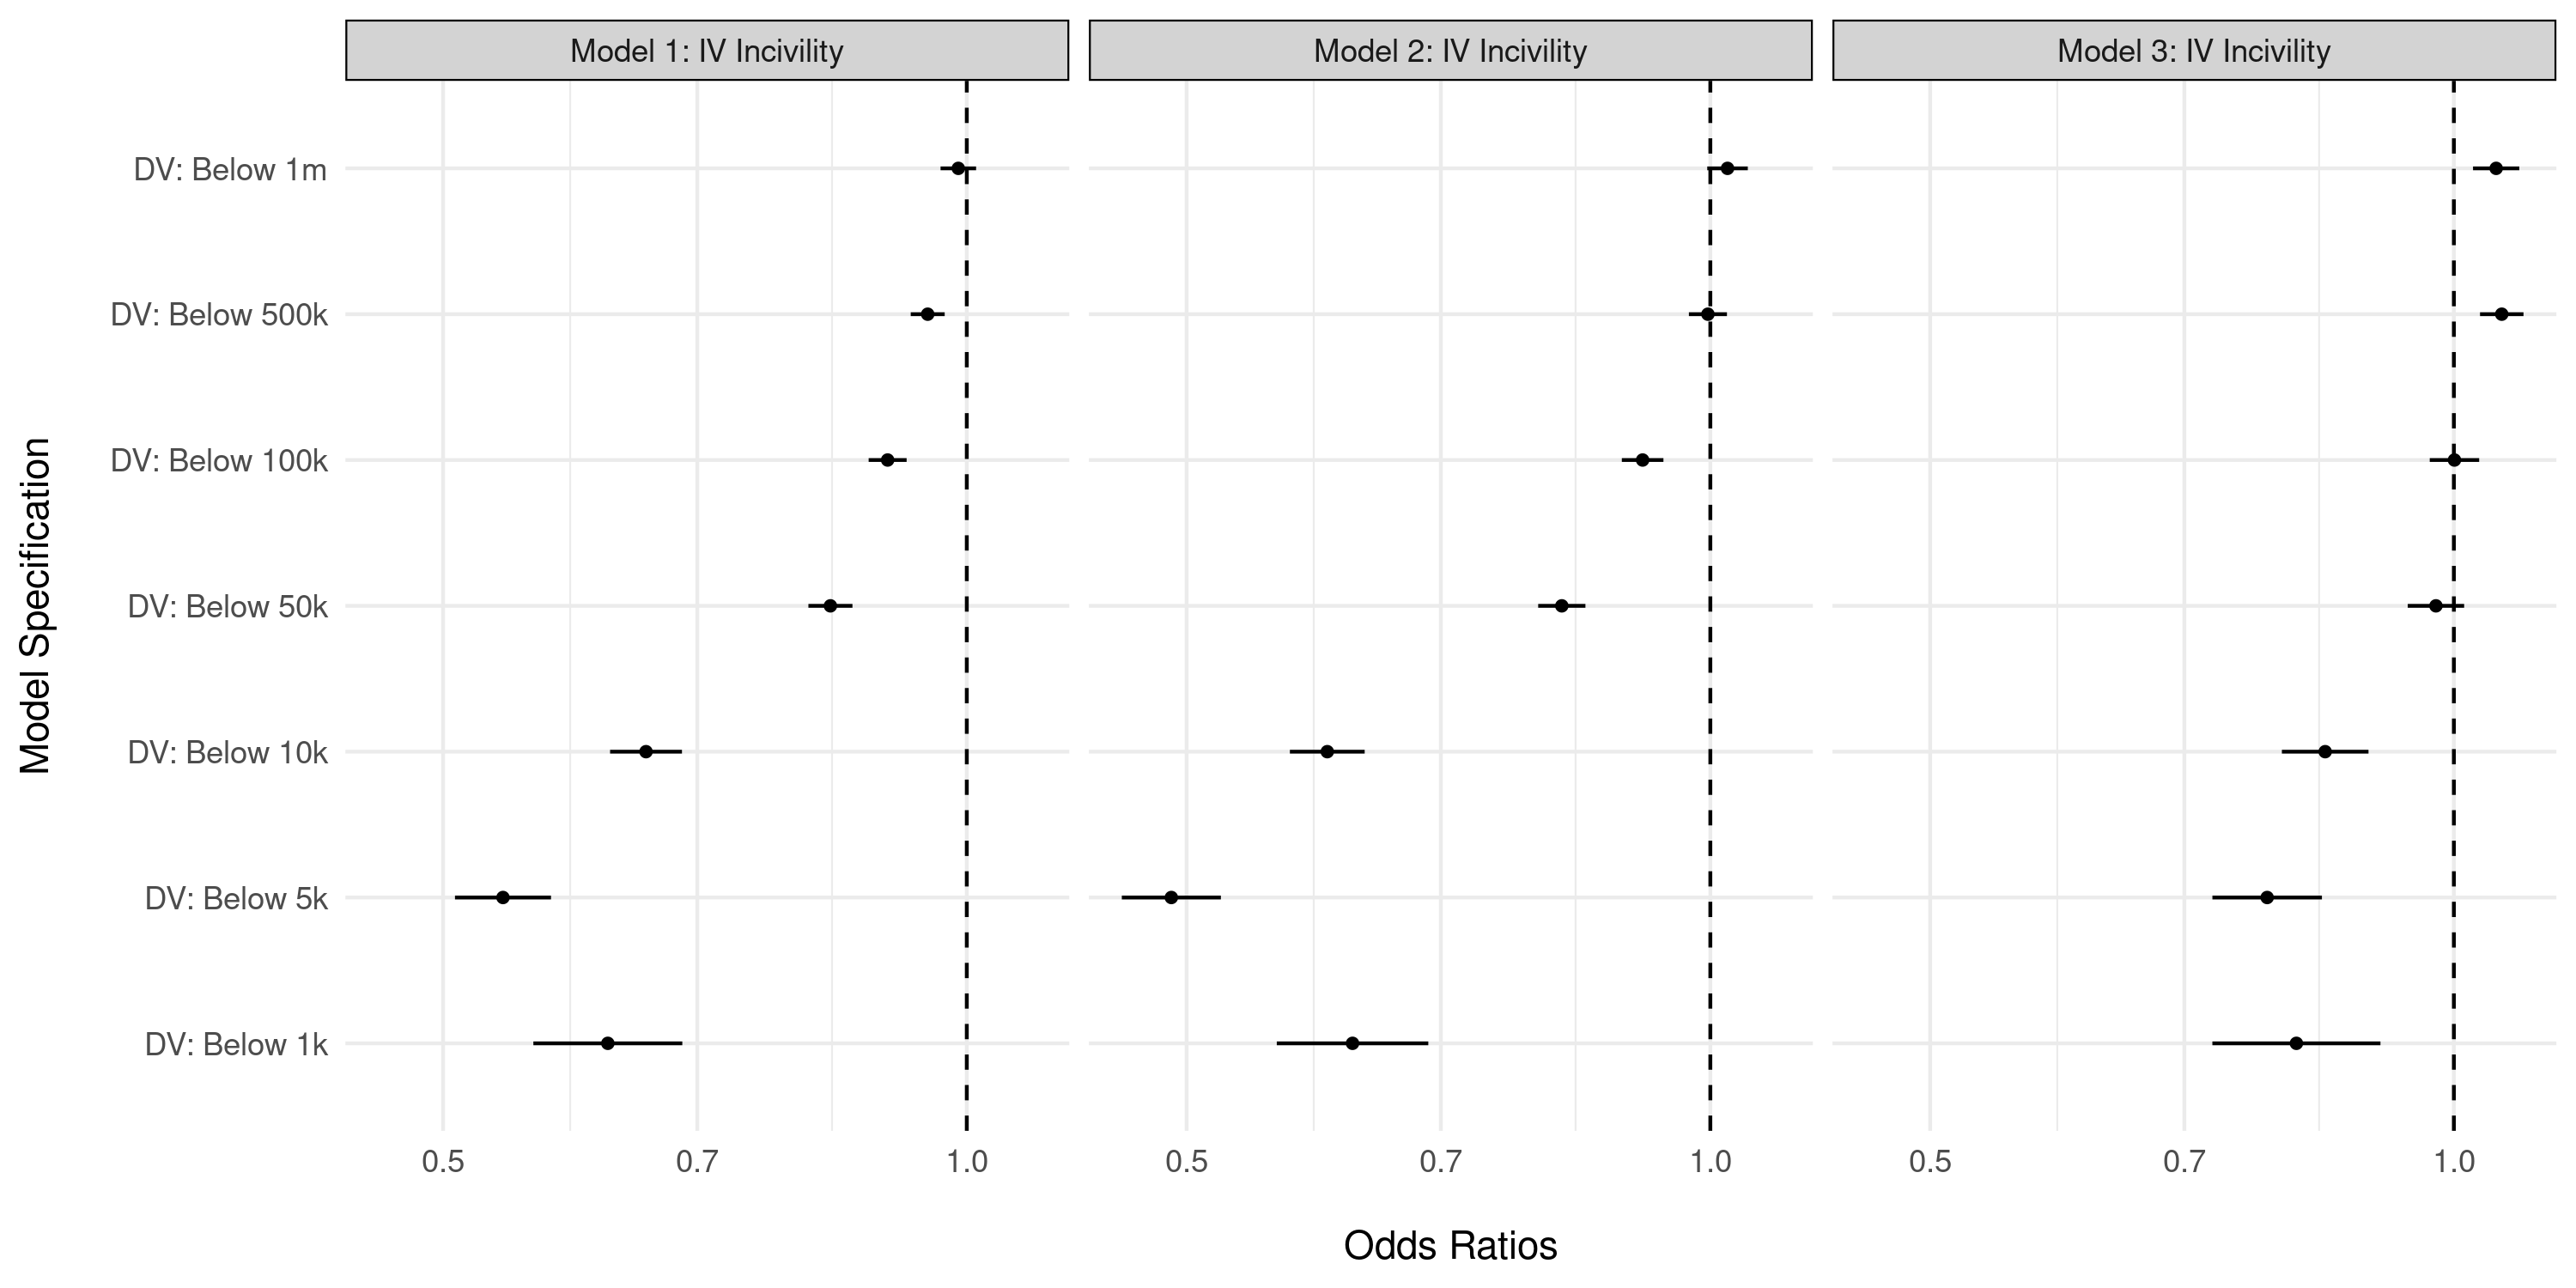 Model 1: IV Incivility
Model 2: IV Incivility
Model 3: IV Incivility
Model Specification
DV: Below 1m
DV: Below 500k
DV: Below 100k
DV: Below 50k
DV: Below 10k
DV: Below 5k
DV: Below 1k
0.5 0.7 1.0
0.5 0.7 1.0
0.5 0.7 1.0
Odds Ratios